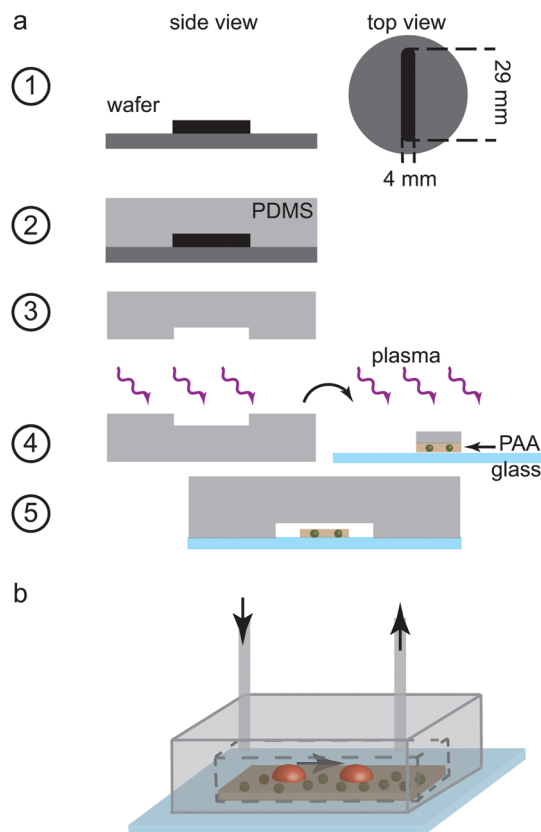 a
side view
top view
1
wafer
29 mm
4 mm
2
PDMS
3
plasma
4
PAA
glass
5
b